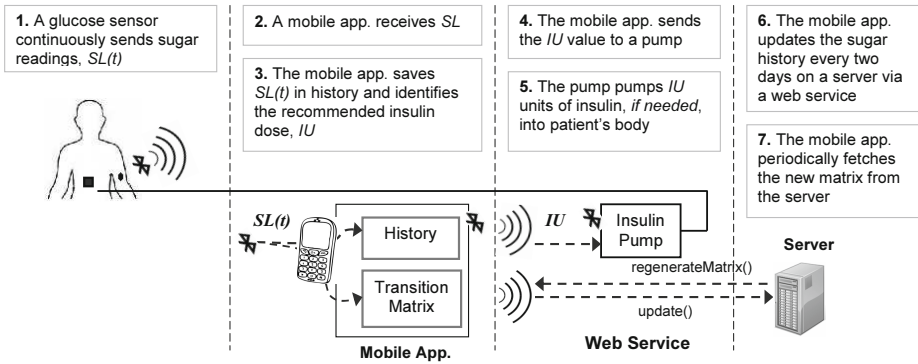 1. A glucose sensor
continuously sends sugar
readings, SL(t)
2. A mobile app. receives SL
3. The mobile app. saves
SL(t) in history and identifies
the recommended insulin
dose, IU
4. The mobile app. sends
the IU value to a pump
5. The pump pumps IU
units of insulin, if needed,
into patient's body
6. The mobile app.
updates the sugar
history every two
days on a server via
a web service
7. The mobile app.
periodically fetches
the new matrix from
the server
SL(t)
History
Transition
Matrix
Mobile App.
IU
Insulin
Pump
regenerateMatrix()
update()
Web Service
Server